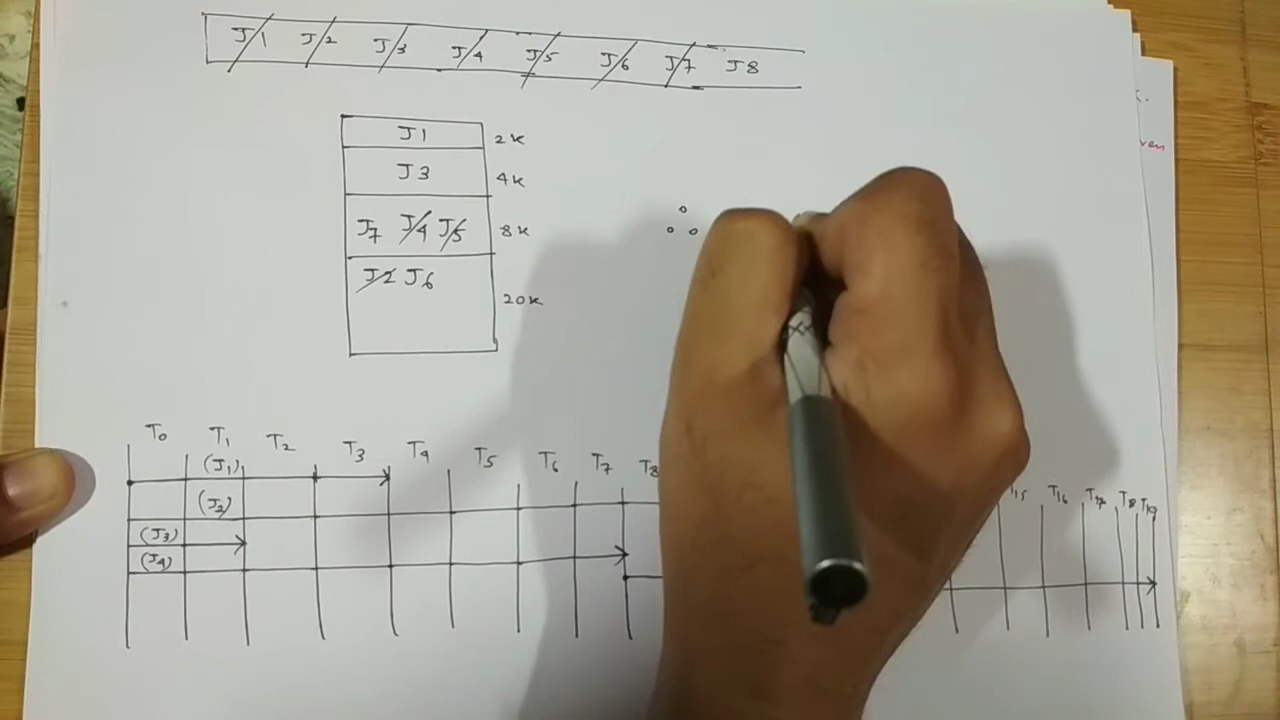 J1 J2 J3 J4 J5 J6 J7 J8
J1 2K
J3 4K
J7 J4 J5 8K
J2 J6 20K
∴
T0 T1 T2 T3 T4 T5 T6 T7 T8 T15 T16 T17 T18 T19
(J1)
(J2)
(J3)
(J4)